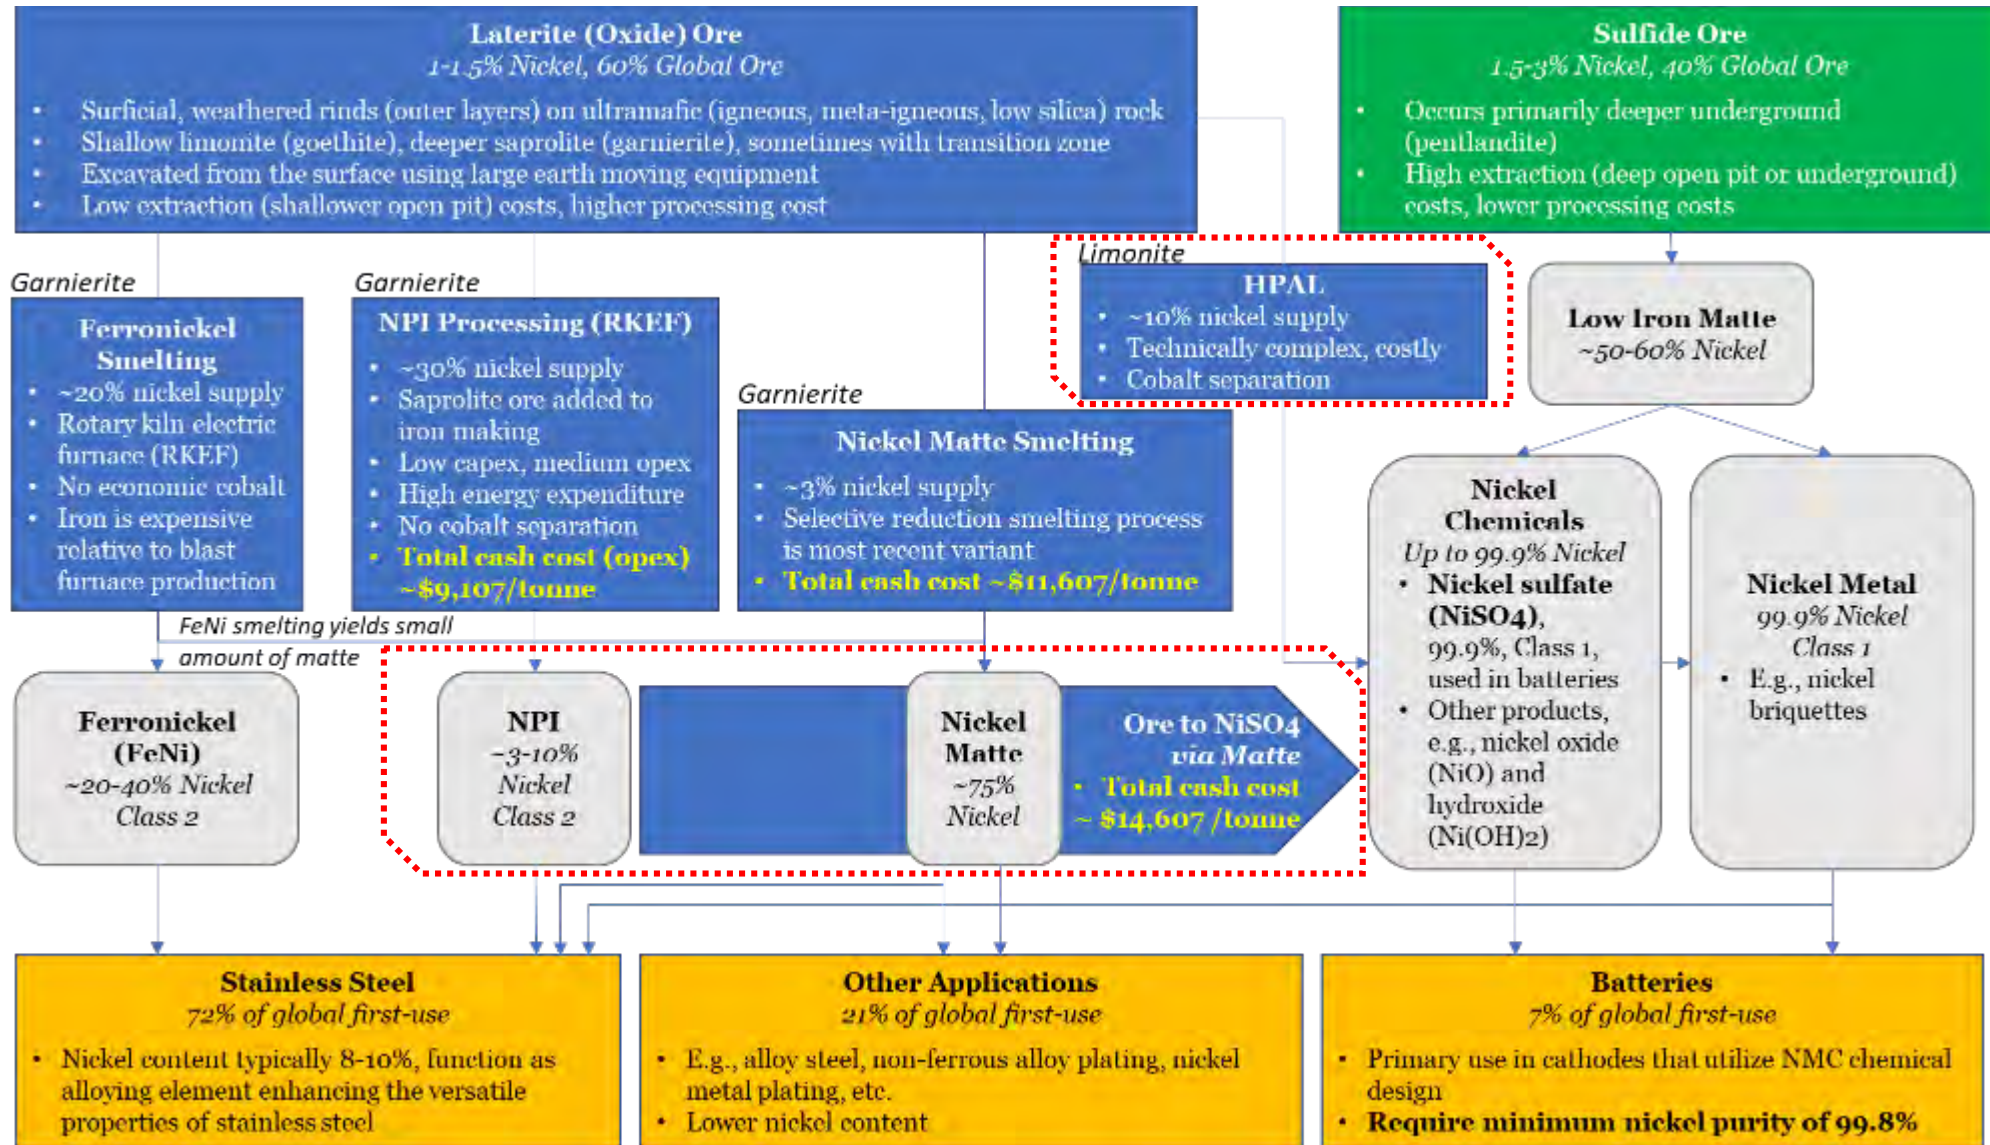 Laterite (Oxide) Ore
1-1.5% Nickel, 60% Global Ore
• Surficial, weathered rinds (outer layers) on ultramafic (igneous, meta-igneous, low silica) rock
• Shallow limonite (goethite), deeper saprolite (garnierite), sometimes with transition zone
• Excavated from the surface using large earth moving equipment
• Low extraction (shallower open pit) costs, higher processing cost
Sulfide Ore
1.5-3% Nickel, 40% Global Ore
• Occurs primarily deeper underground
(pentlandite)
• High extraction (deep open pit or underground)
costs, lower processing costs
Garnierite
Ferronickel
Smelting
• ~20% nickel supply
• Rotary kiln electric
furnace (RKEF)
• No economic cobalt
• Iron is expensive
relative to blast
furnace production
Garnierite
NPI Processing (RKEF)
• ~30% nickel supply
• Saprolite ore added to
iron making
• Low capex, medium opex
• High energy expenditure
• No cobalt separation
• Total cash cost (opex)
~$9,107/tonne
Garnierite
Nickel Matte Smelting
• ~3% nickel supply
• Selective reduction smelting process
is most recent variant
• Total cash cost ~$11,607/tonne
Limonite
HPAL
• ~10% nickel supply
• Technically complex, costly
• Cobalt separation
Low Iron Matte
~50-60% Nickel
FeNi smelting yields small
amount of matte
Ferronickel
(FeNi)
~20-40% Nickel
Class 2
NPI
~3-10%
Nickel
Class 2
Nickel
Matte
~75%
Nickel
Ore to NiSO4
via Matte
• Total cash cost
~ $14,607 /tonne
Nickel
Chemicals
Up to 99.9% Nickel
• Nickel sulfate
(NiSO4),
99.9%, Class 1,
used in batteries
• Other products,
e.g., nickel oxide
(NiO) and
hydroxide
(Ni(OH)2)
Nickel Metal
99.9% Nickel
Class 1
• E.g., nickel
briquettes
Stainless Steel
72% of global first-use
• Nickel content typically 8-10%, function as
alloying element enhancing the versatile
properties of stainless steel
Other Applications
21% of global first-use
• E.g., alloy steel, non-ferrous alloy plating, nickel
metal plating, etc.
• Lower nickel content
Batteries
7% of global first-use
• Primary use in cathodes that utilize NMC chemical
design
• Require minimum nickel purity of 99.8%